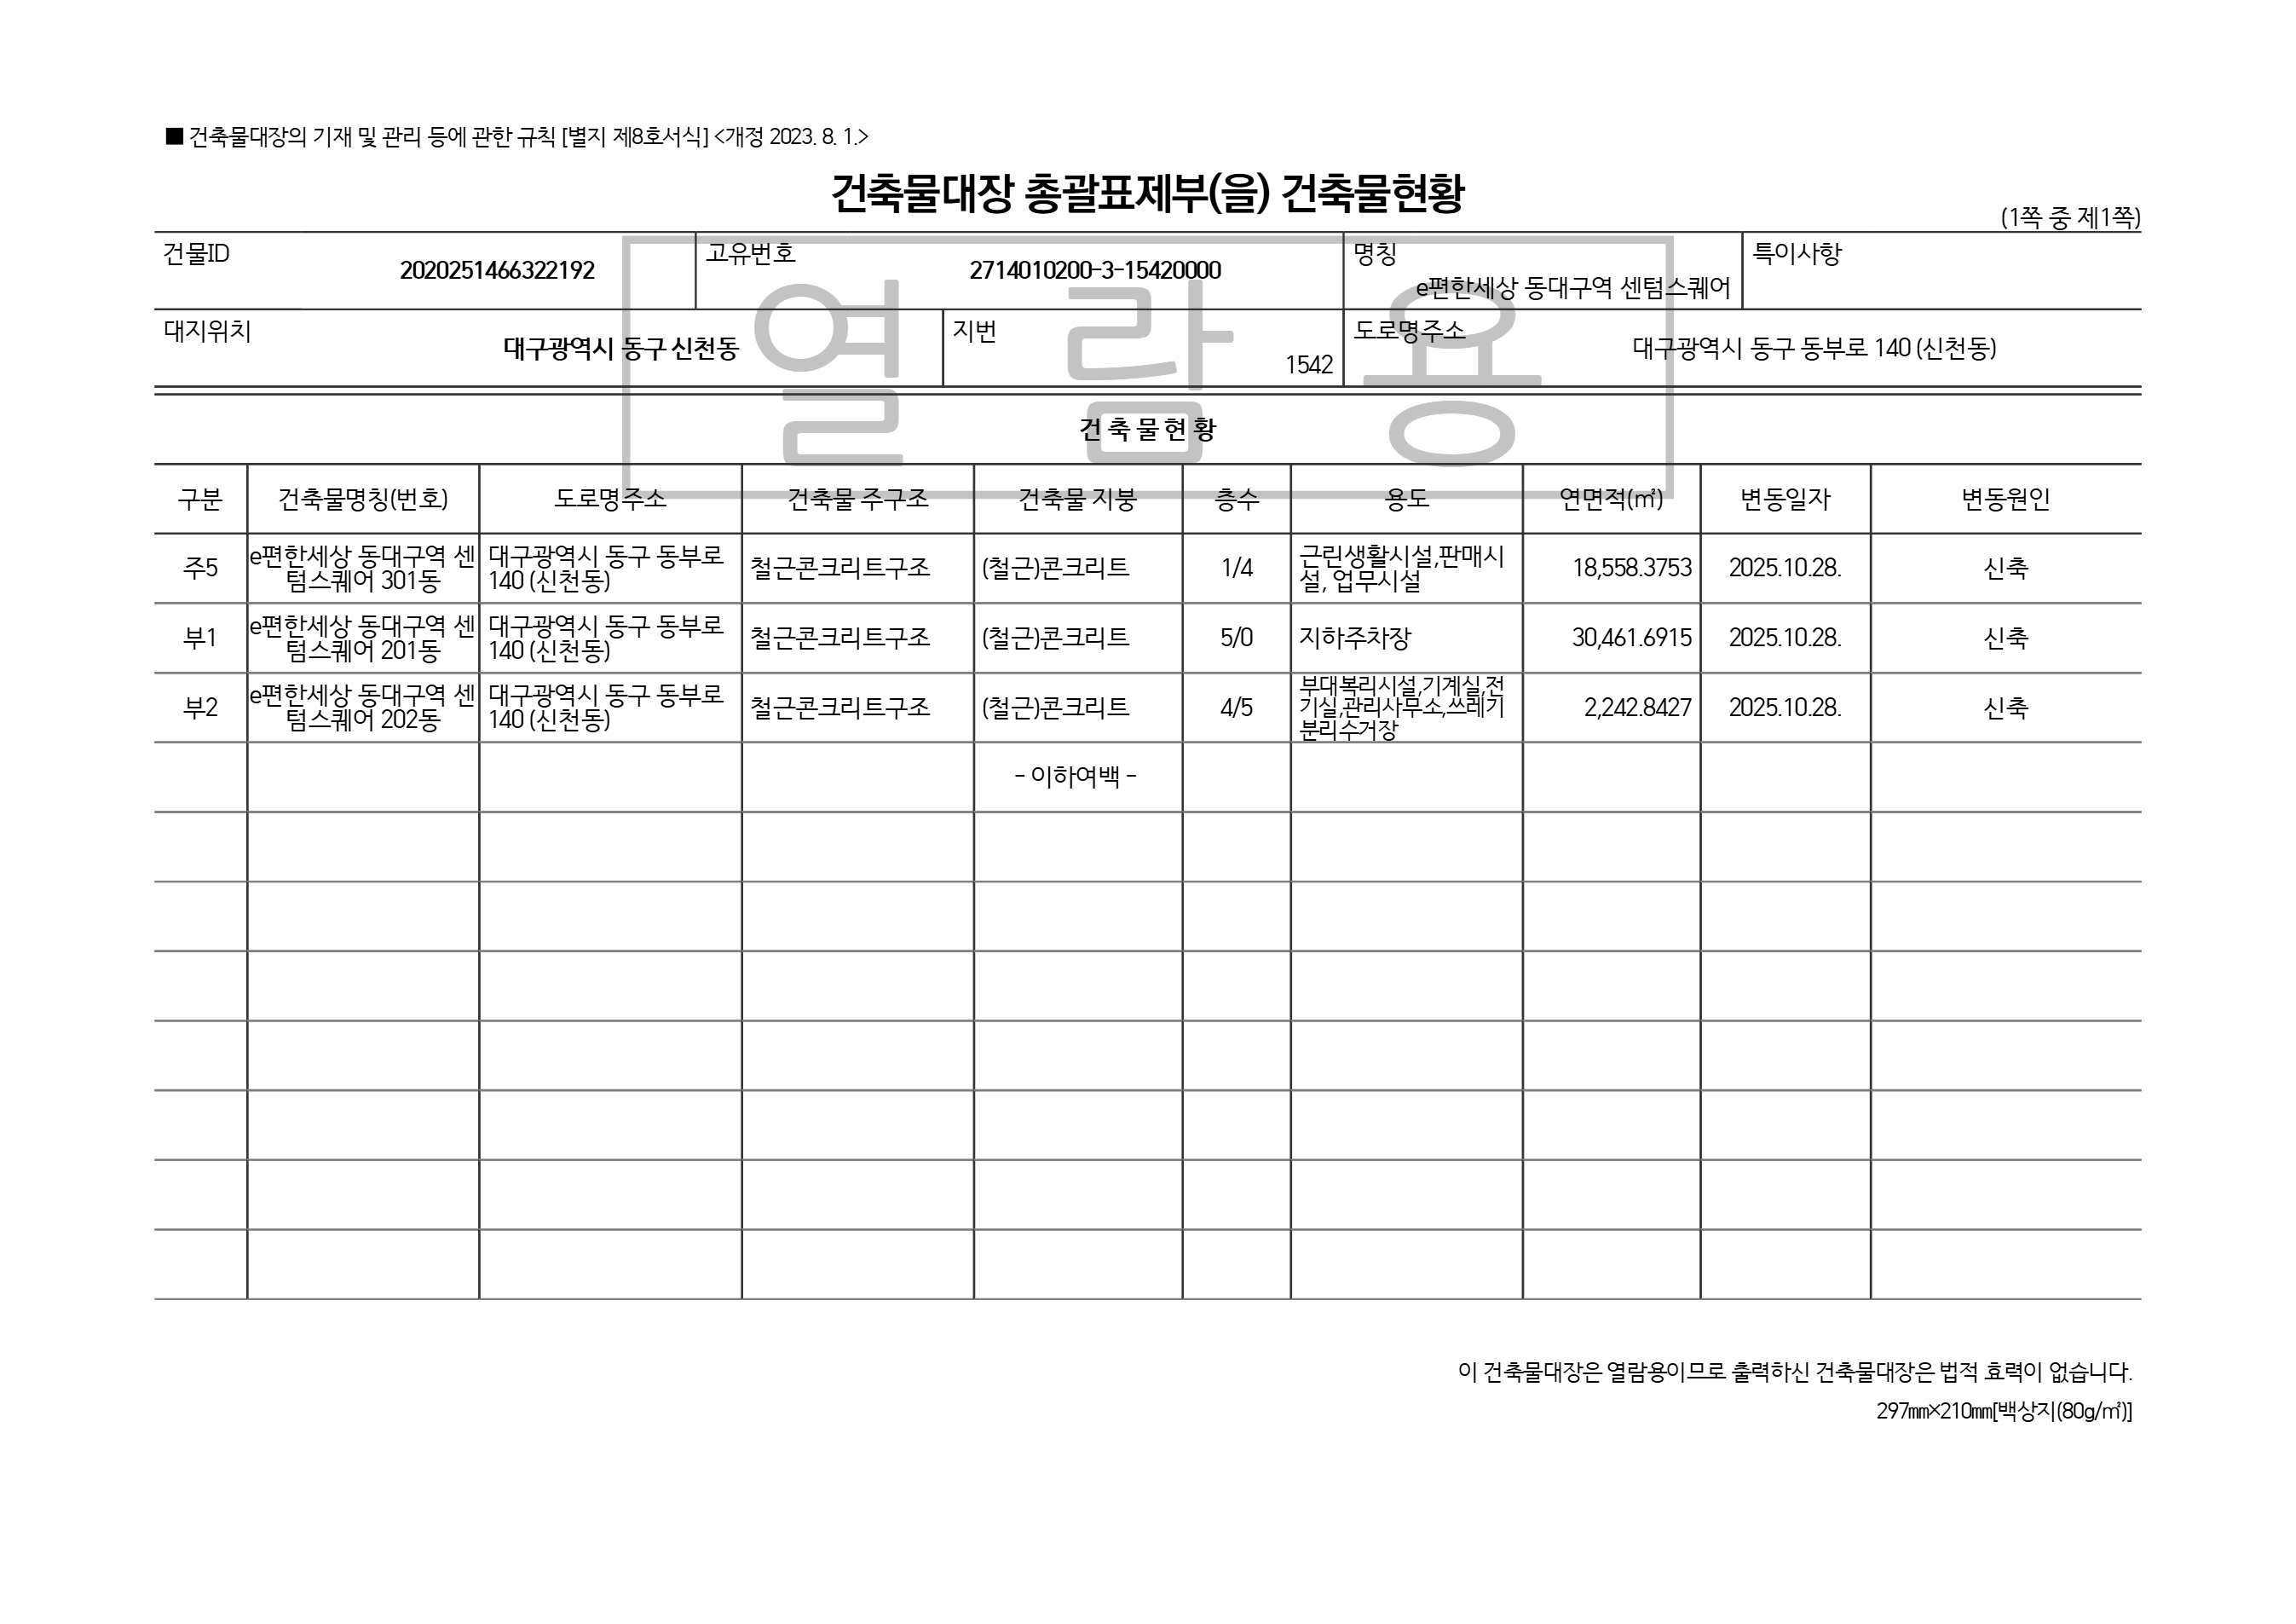 ■ 건축물대장의 기재 및 관리 등에 관한 규칙 [별지 제8호서식] <개정 2023. 8. 1.>
건축물대장 총괄표제부(을) 건축물현황
(1쪽 중 제1쪽)
건물ID 2020251466322192 고유번호 2714010200-3-15420000 명칭 e편한세상 동대구역 센텀스퀘어 특이사항
대지위치 대구광역시 동구 신천동 지번 1542 도로명주소 대구광역시 동구 동부로 140 (신천동)
열람용
건축물현황
구분 건축물명칭(번호) 도로명주소 건축물 주구조 건축물 지붕 층수 용도 연면적(㎡) 변동일자 변동원인
주5 e편한세상 동대구역 센텀스퀘어 301동 대구광역시 동구 동부로 140 (신천동) 철근콘크리트구조 (철근)콘크리트 1/4 근린생활시설,판매시설, 업무시설 18,558.3753 2025.10.28. 신축
부1 e편한세상 동대구역 센텀스퀘어 201동 대구광역시 동구 동부로 140 (신천동) 철근콘크리트구조 (철근)콘크리트 5/0 지하주차장 30,461.6915 2025.10.28. 신축
부2 e편한세상 동대구역 센텀스퀘어 202동 대구광역시 동구 동부로 140 (신천동) 철근콘크리트구조 (철근)콘크리트 4/5 부대복리시설,기계실,전기실,관리사무소,쓰레기분리수거장 2,242.8427 2025.10.28. 신축
- 이하여백 -
이 건축물대장은 열람용이므로 출력하신 건축물대장은 법적 효력이 없습니다.
297㎜×210㎜[백상지(80g/㎡)]